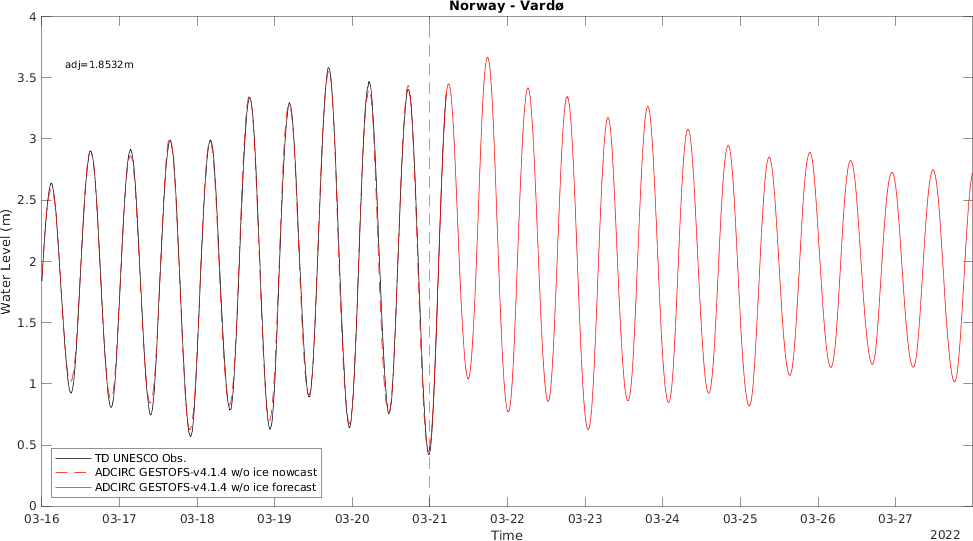 Norway - Vardø
adj=1.8532m
4
3.5
3
2.5
2
1.5
1
0.5
0
Water Level (m)
TD UNESCO Obs.
ADCIRC GESTOFS-v4.1.4 w/o ice nowcast
ADCIRC GESTOFS-v4.1.4 w/o ice forecast
03-16 03-17 03-18 03-19 03-20 03-21 03-22 03-23 03-24 03-25 03-26 03-27
Time
2022